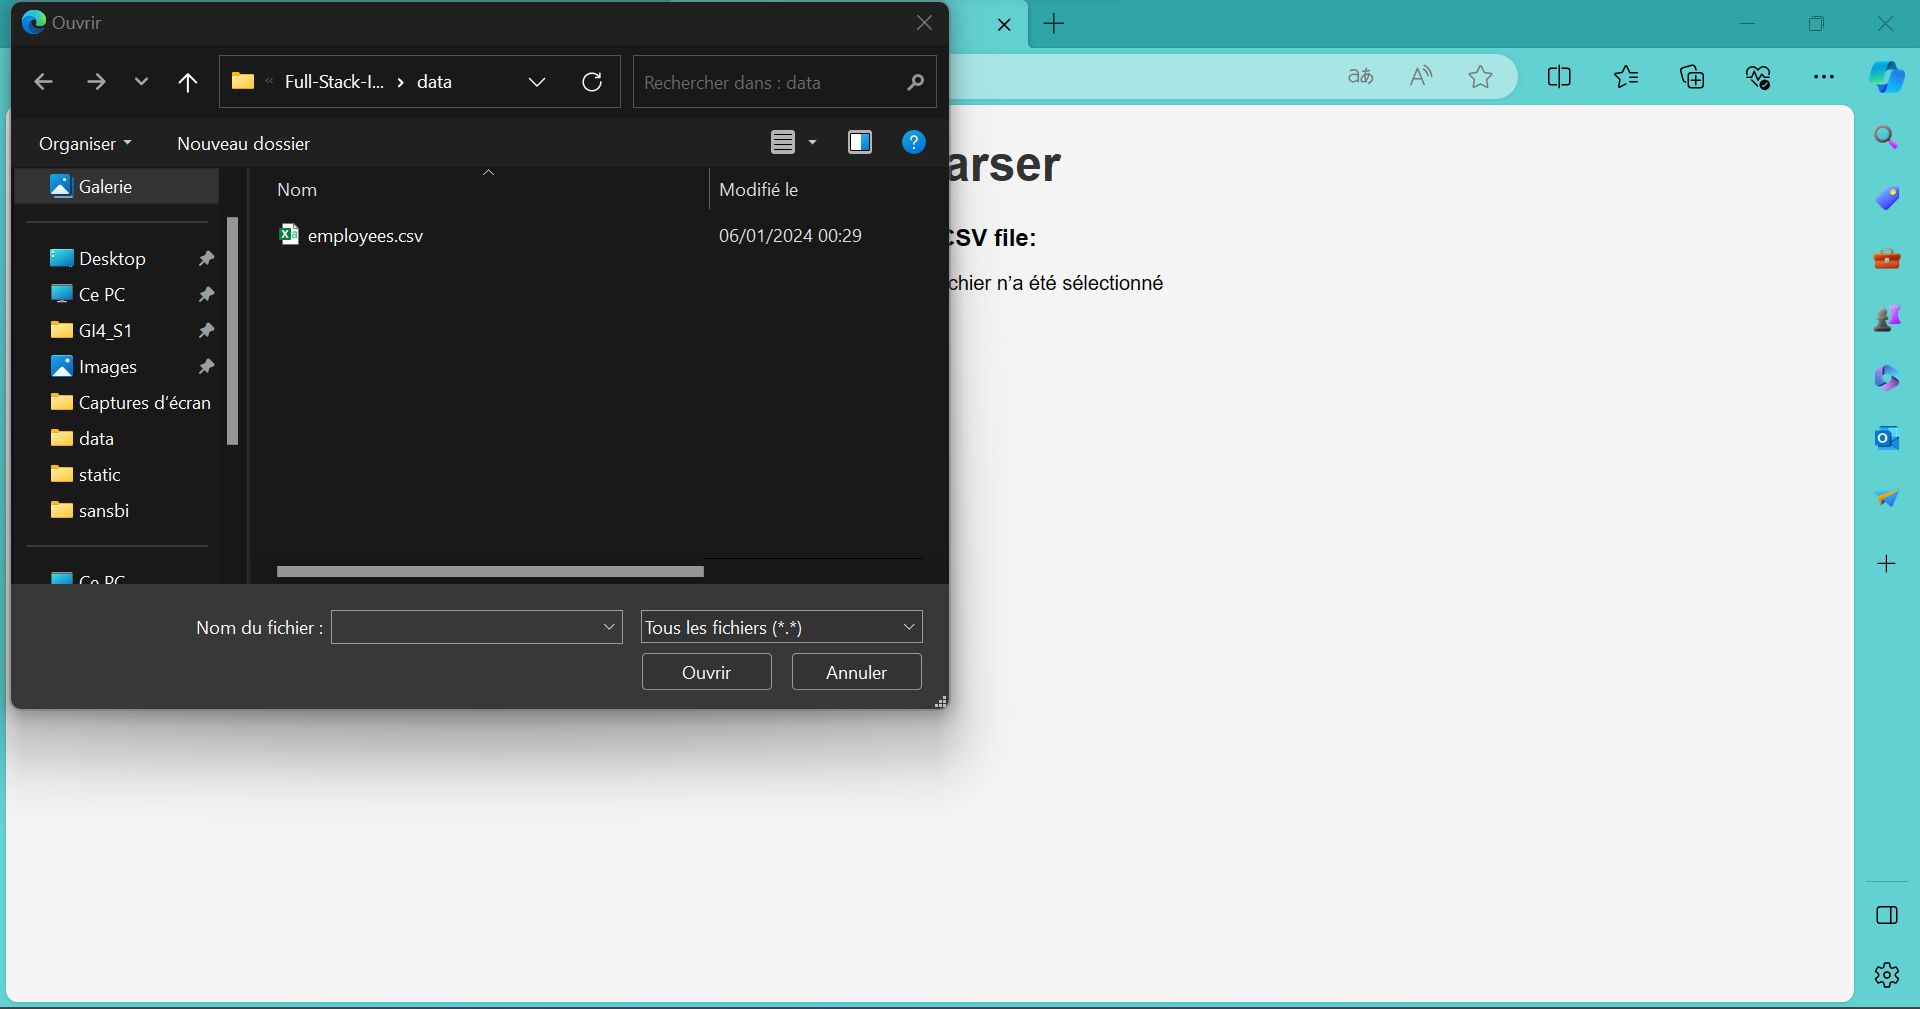 Ouvrir
« Full-Stack-I... › data
Rechercher dans : data
Organiser
Nouveau dossier
?
Galerie
Desktop
Ce PC
GI4_S1
Images
Captures d'écran
data
static
sansbi
Ce PC
Nom
Modifié le
employees.csv
06/01/2024 00:29
Nom du fichier :
Tous les fichiers (*.*)
Ouvrir
Annuler
arser
CSV file:
chier n'a été sélectionné
aあ